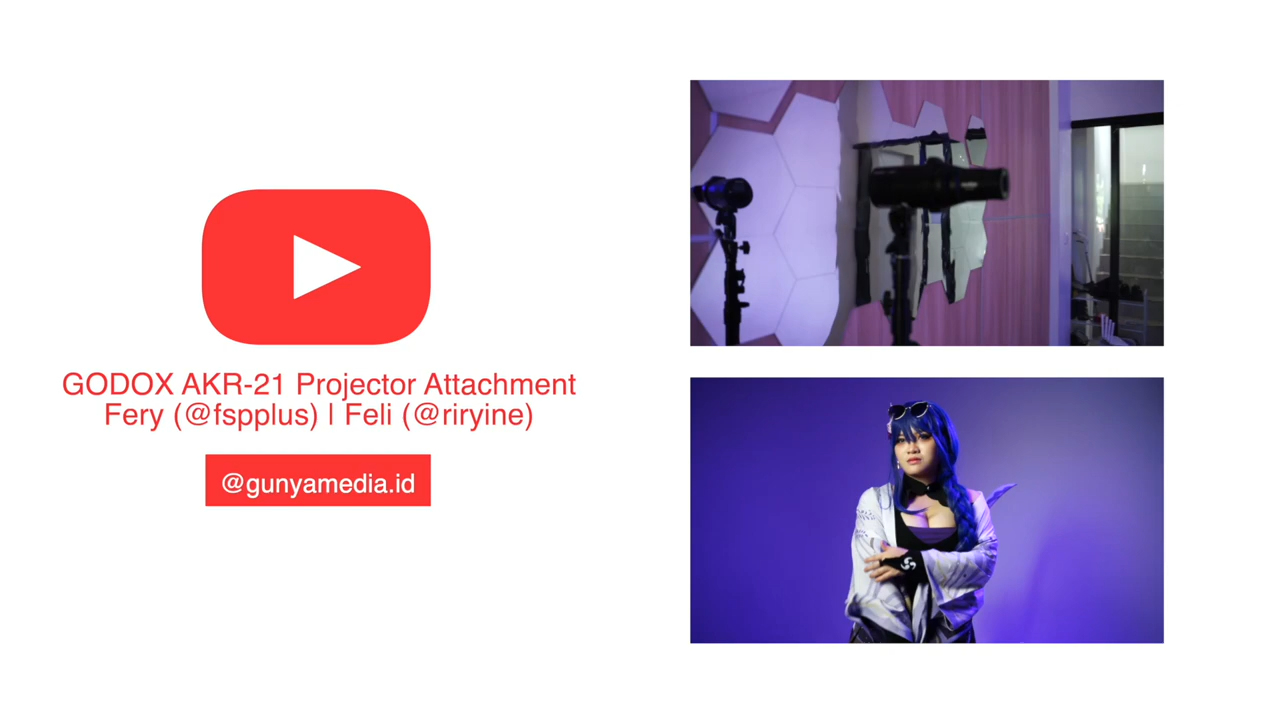 GODOX AKR-21 Projector Attachment
Fery (@fspplus) | Feli (@riryine)
@gunyamedia.id